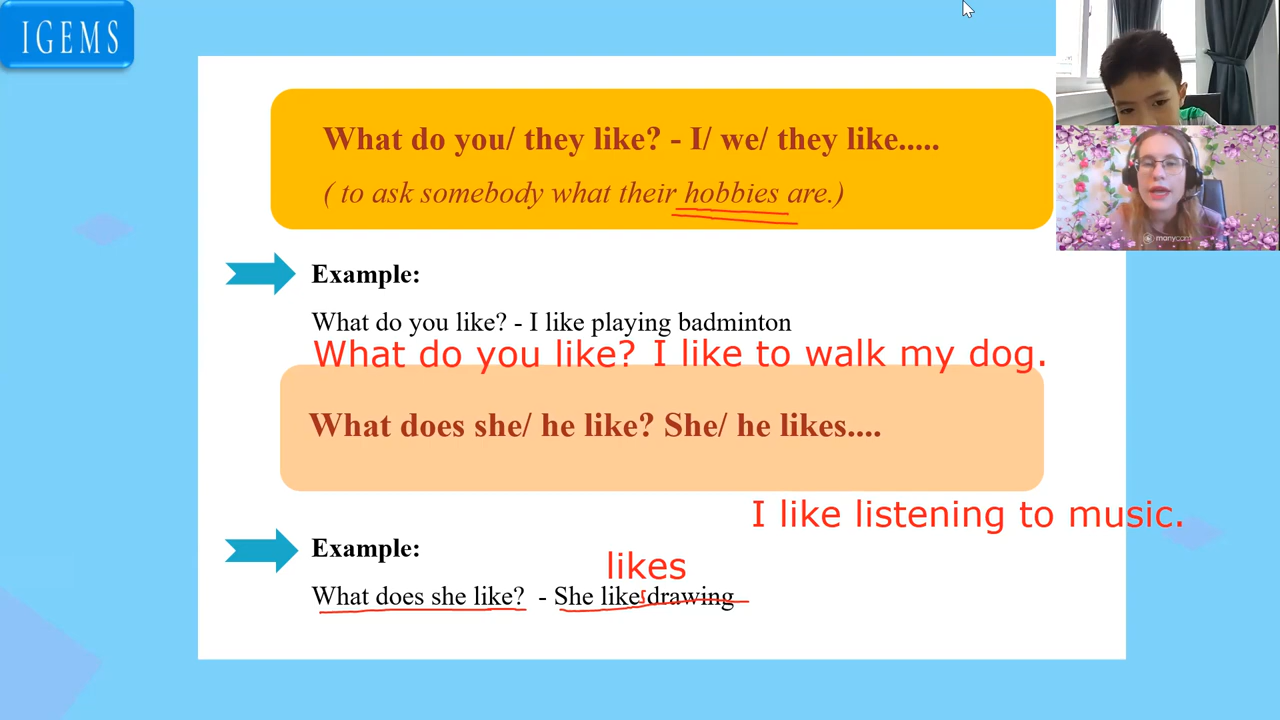 IGEMS
What do you/ they like? - I/ we/ they like.....
( to ask somebody what their hobbies are.)
Example:
What do you like? - I like playing badminton
What do you like? I like to walk my dog.
What does she/ he like? She/ he likes....
I like listening to music.
Example:
likes
What does she like? - She likes drawing
manycam